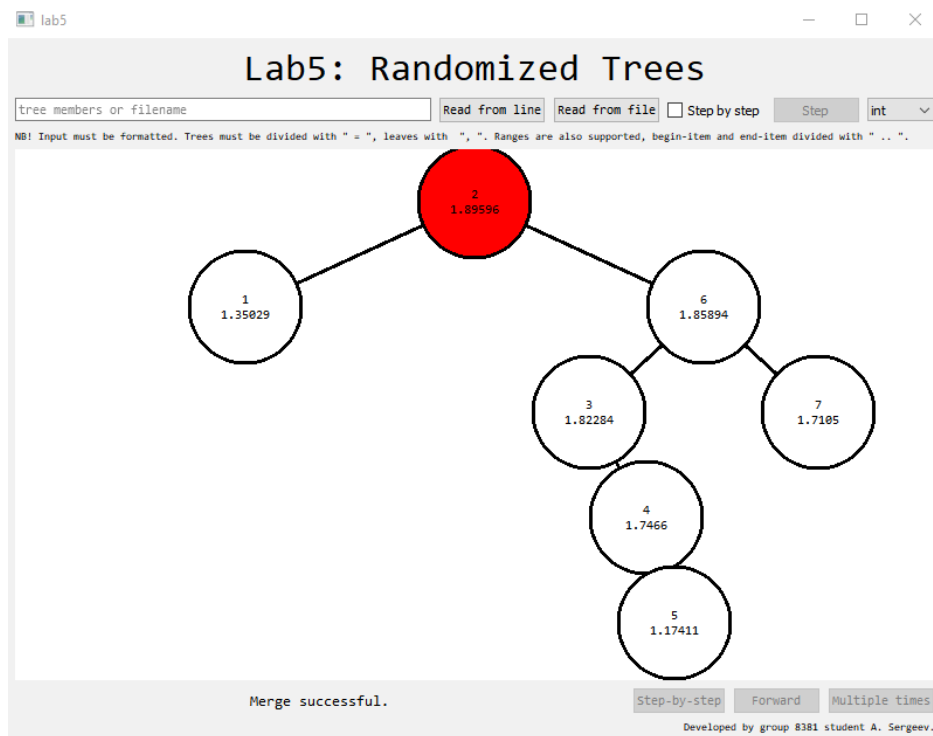 lab5
Lab5: Randomized Trees
tree members or filename
Read from line
Read from file
Step by step
Step
int
NB! Input must be formatted. Trees must be divided with " = ", leaves with  ", ". Ranges are also supported, begin-item and end-item divided with " .. ".
2
1.89596
1
1.35029
6
1.85894
3
1.82284
7
1.7105
4
1.7466
5
1.17411
Merge successful.
Step-by-step
Forward
Multiple times
Developed by group 8381 student A. Sergeev.